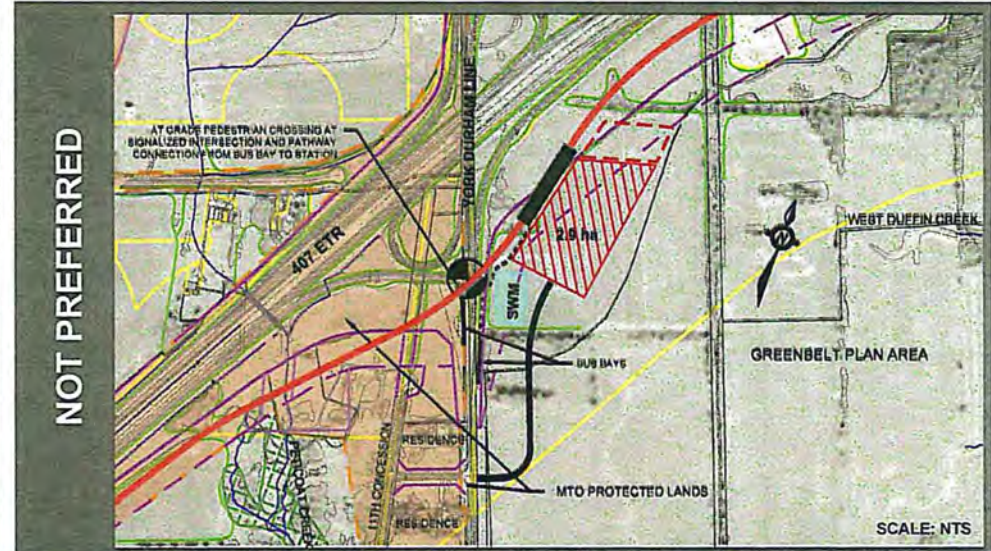 NOT PREFERRED
AT GRADE PEDESTRIAN CROSSING AT
SIGNALIZED INTERSECTION AND PATHWAY
CONNECTION FROM BUS BAY TO STATION
YORK DURHAM LINE
407 ETR
2.9 ha
SWM
WEST DUFFIN CREEK
BUS BAYS
GREENBELT PLAN AREA
RESIDENCE
11TH CONCESSION
MTO PROTECTED LANDS
RESIDENCE
SCALE: NTS